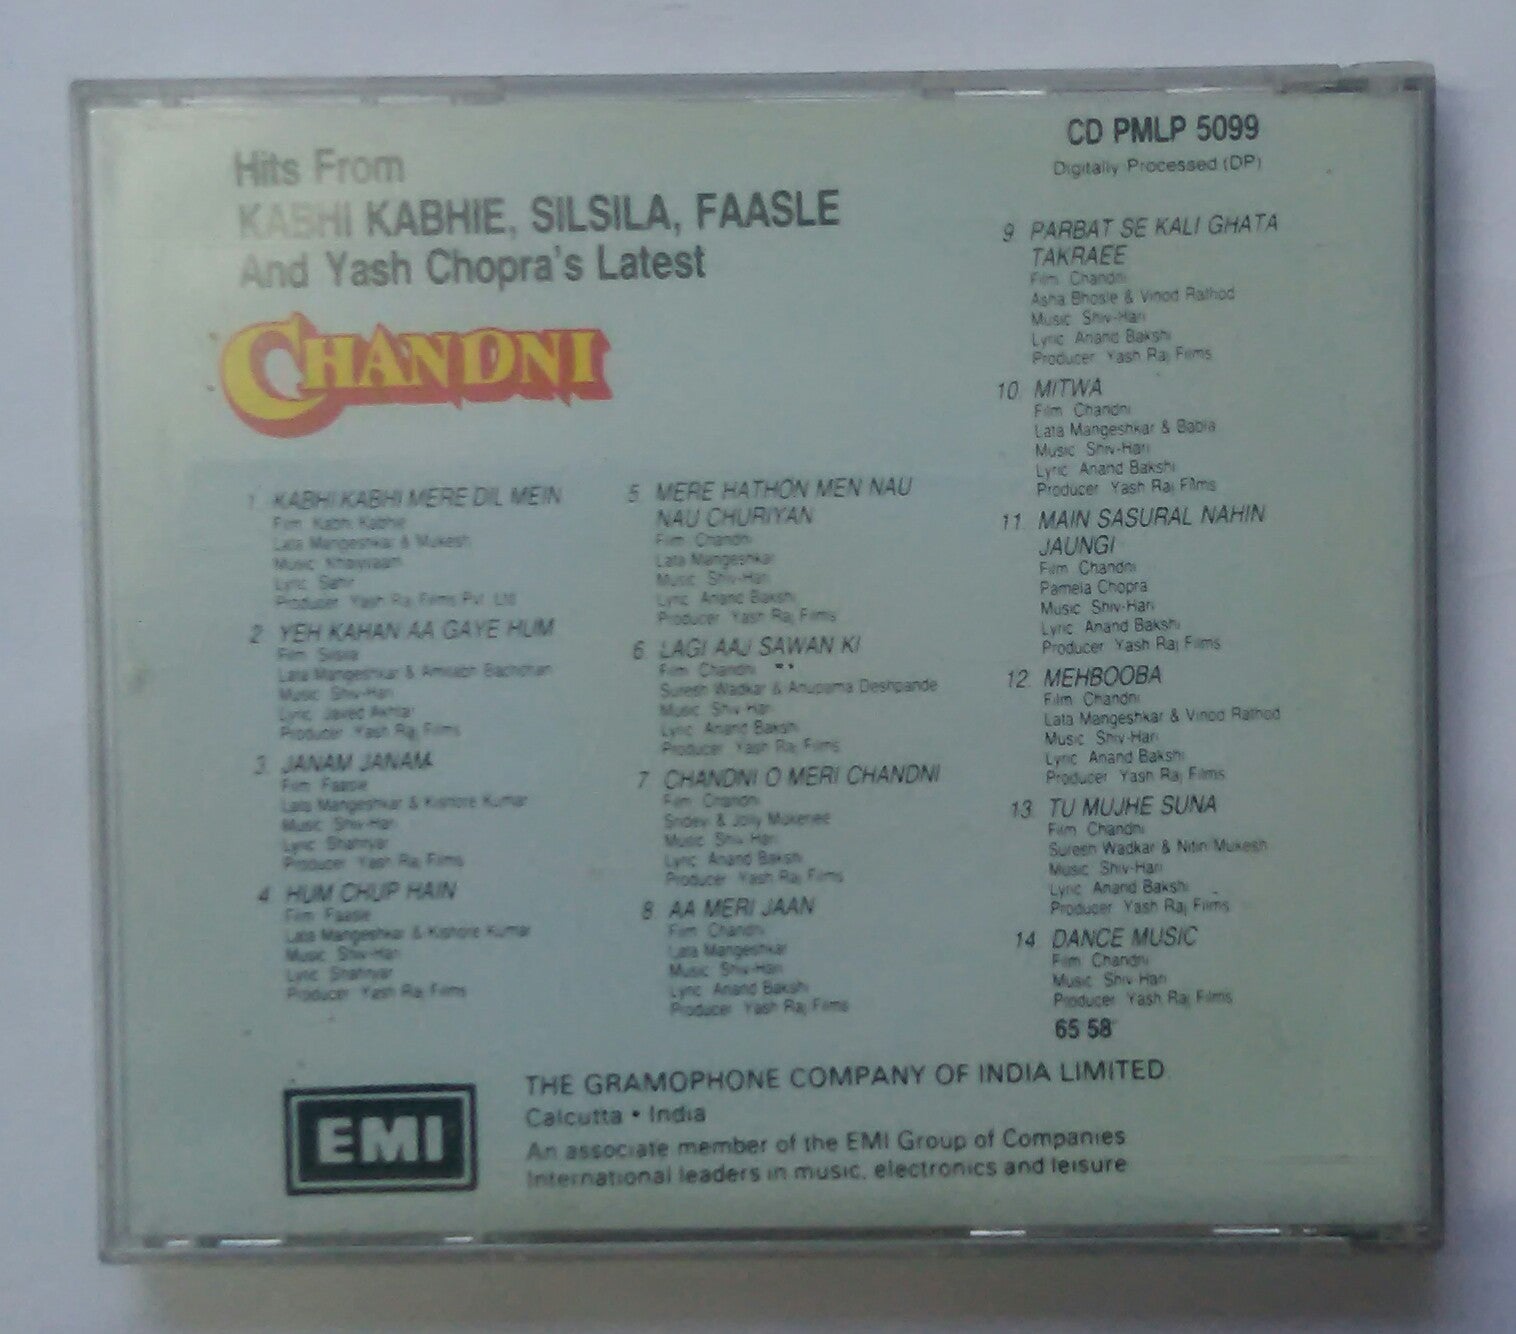 Hits From
KABHI KABHIE, SILSILA, FAASLE
And Yash Chopra's Latest
CHANDNI
1. KABHI KABHI MERE DIL MEIN
Film Kabhi Kabhie
Lata Mangeshkar & Mukesh
Music Khaiyyaam
Lyric Sahir
Producer Yash Raj Films Pvt. Ltd
2. YEH KAHAN AA GAYE HUM
Film Silsila
Lata Mangeshkar & Amitabh Bachchan
Music Shiv-Hari
Lyric Javed Akhtar
Producer Yash Raj Films
3. JANAM JANAM
Film Faasle
Lata Mangeshkar & Kishore Kumar
Music Shiv-Hari
Lyric Shahryar
Producer Yash Raj Films
4. HUM CHUP HAIN
Film Faasle
Lata Mangeshkar & Kishore Kumar
Music Shiv-Hari
Lyric Shahryar
Producer Yash Raj Films
5. MERE HATHON MEN NAU
NAU CHURIYAN
Film Chandni
Lata Mangeshkar
Music Shiv-Hari
Lyric Anand Bakshi
Producer Yash Raj Films
6. LAGI AAJ SAWAN KI
Film Chandni
Suresh Wadkar & Anupama Deshpande
Music Shiv-Hari
Lyric Anand Bakshi
Producer Yash Raj Films
7. CHANDNI O MERI CHANDNI
Film Chandni
Sridevi & Jolly Mukerjee
Music Shiv-Hari
Lyric Anand Bakshi
Producer Yash Raj Films
8. AA MERI JAAN
Film Chandni
Lata Mangeshkar
Music Shiv-Hari
Lyric Anand Bakshi
Producer Yash Raj Films
CD PMLP 5099
Digitally Processed (DP)
9. PARBAT SE KALI GHATA
TAKRAEE
Film Chandni
Asha Bhosle & Vinod Rathod
Music Shiv-Hari
Lyric Anand Bakshi
Producer Yash Raj Films
10. MITWA
Film Chandni
Lata Mangeshkar & Babla
Music Shiv-Hari
Lyric Anand Bakshi
Producer Yash Raj Films
11. MAIN SASURAL NAHIN
JAUNGI
Film Chandni
Pamela Chopra
Music Shiv-Hari
Lyric Anand Bakshi
Producer Yash Raj Films
12. MEHBOOBA
Film Chandni
Lata Mangeshkar & Vinod Rathod
Music Shiv-Hari
Lyric Anand Bakshi
Producer Yash Raj Films
13. TU MUJHE SUNA
Film Chandni
Suresh Wadkar & Nitin Mukesh
Music Shiv-Hari
Lyric Anand Bakshi
Producer Yash Raj Films
14. DANCE MUSIC
Film Chandni
Music Shiv-Hari
Producer Yash Raj Films
65 58"
EMI
THE GRAMOPHONE COMPANY OF INDIA LIMITED
Calcutta • India
An associate member of the EMI Group of Companies
International leaders in music, electronics and leisure